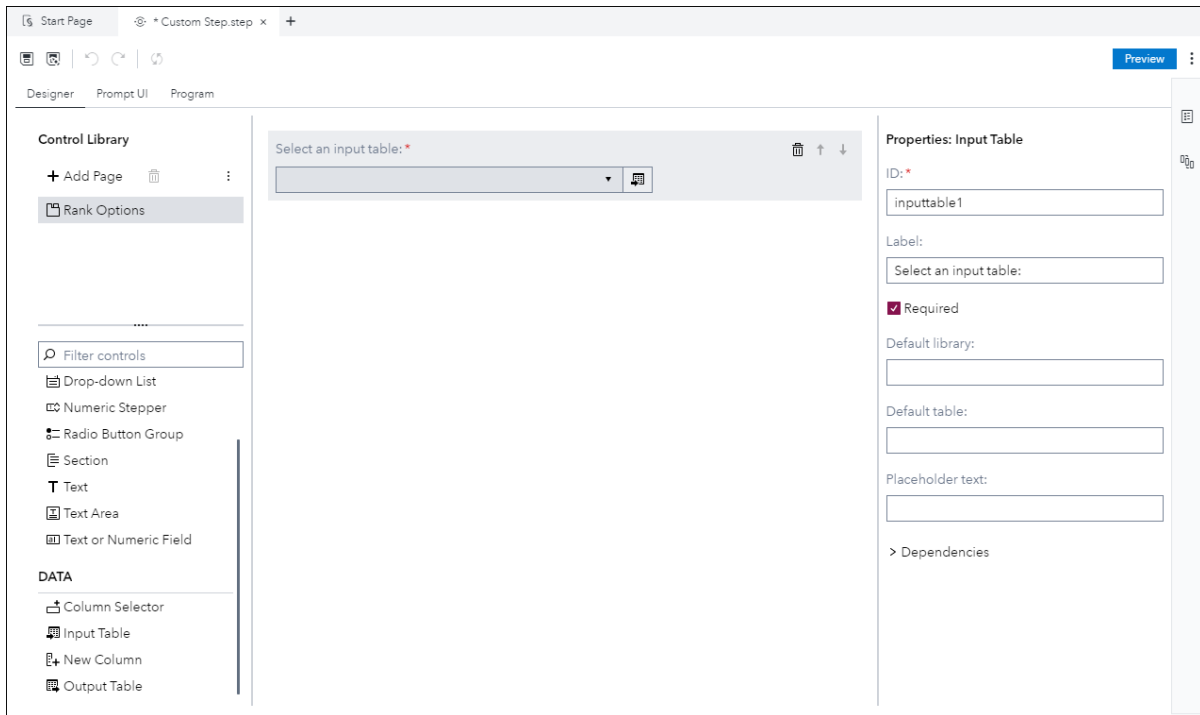 Start Page
* Custom Step.step × +
Preview
Designer Prompt UI Program
Control Library
+ Add Page
Rank Options
Filter controls
Drop-down List
Numeric Stepper
Radio Button Group
Section
Text
Text Area
Text or Numeric Field
DATA
Column Selector
Input Table
New Column
Output Table
Select an input table:*
Properties: Input Table
ID:*
inputtable1
Label:
Select an input table:
Required
Default library:
Default table:
Placeholder text:
> Dependencies